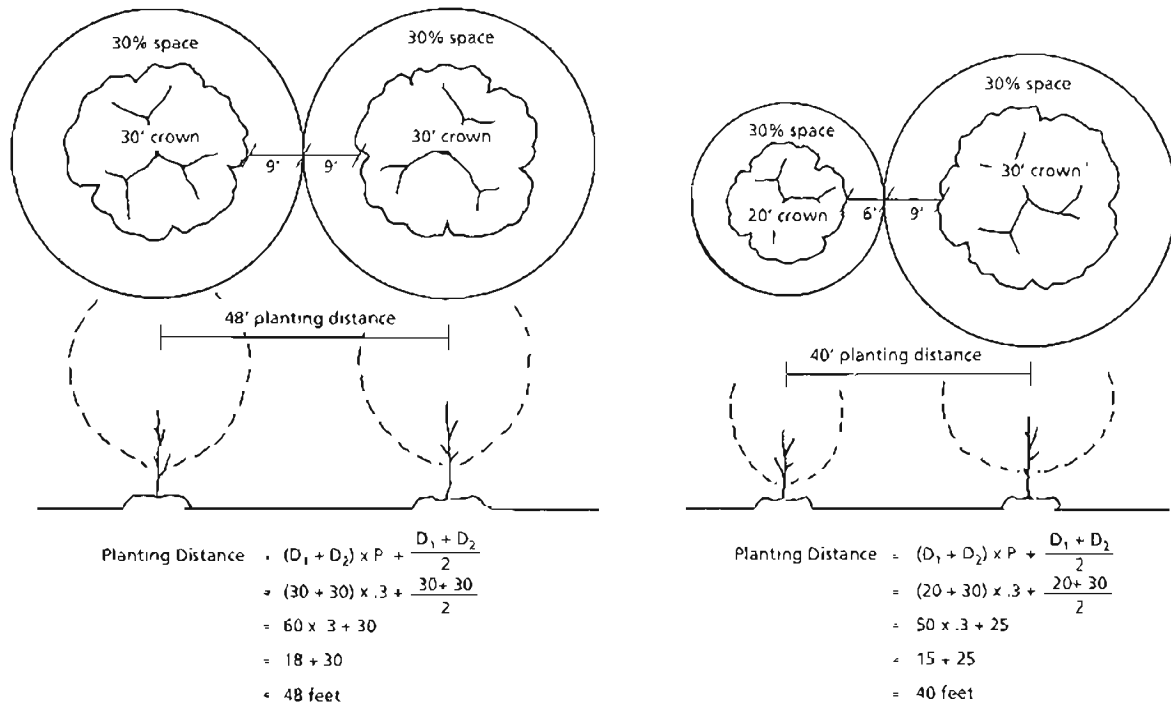 30% space
30% space
30' crown
30' crown
9' 9'
48' planting distance
Planting Distance = (D₁ + D₂) x P + (D₁ + D₂)/2
= (30 + 30) x .3 + (30 + 30)/2
= 60 x .3 + 30
= 18 + 30
= 48 feet
30% space
30% space
20' crown
30' crown
6' 9'
40' planting distance
Planting Distance = (D₁ + D₂) x P + (D₁ + D₂)/2
= (20 + 30) x .3 + (20 + 30)/2
= 50 x .3 + 25
= 15 + 25
= 40 feet